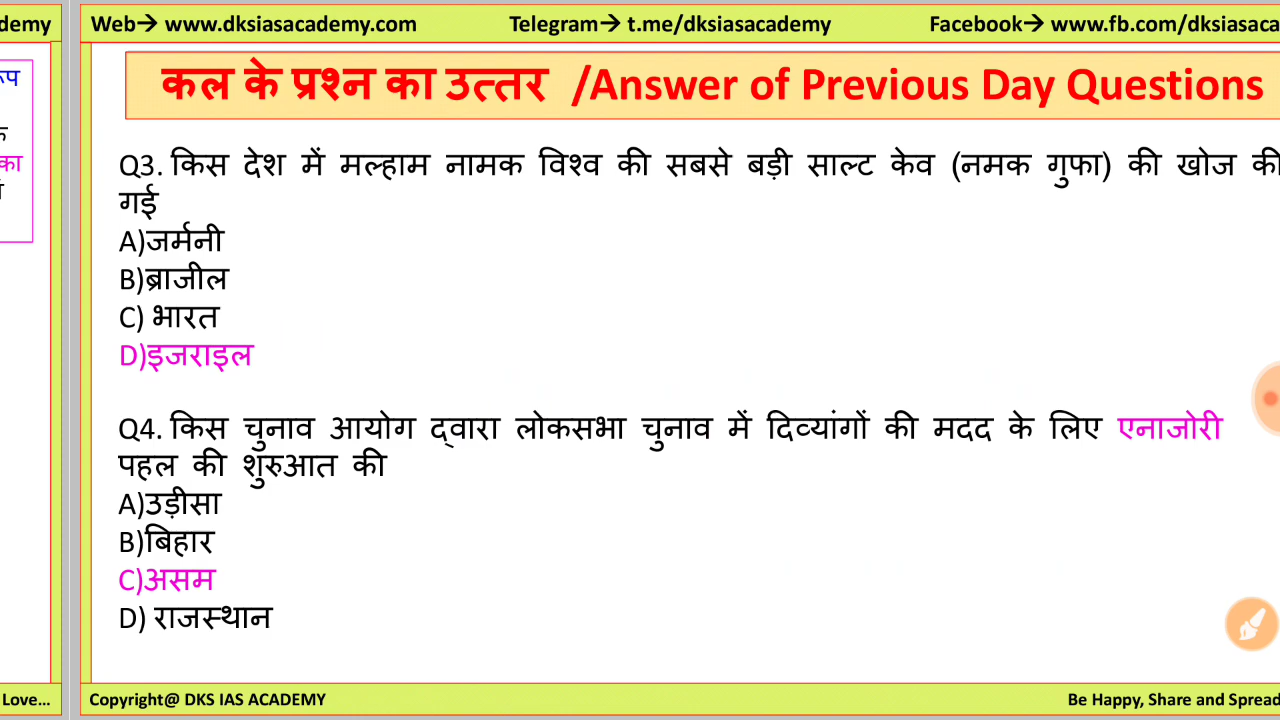 demy
रूप
का
Love...
Web→ www.dksiasacademy.com Telegram→ t.me/dksiasacademy Facebook→ www.fb.com/dksiasaca
कल के प्रश्न का उत्तर /Answer of Previous Day Questions
Q3. किस देश में मल्हाम नामक विश्व की सबसे बड़ी साल्ट केव (नमक गुफा) की खोज की
गई
A)जर्मनी
B)ब्राजील
C) भारत
D)इजराइल
Q4. किस चुनाव आयोग द्वारा लोकसभा चुनाव में दिव्यांगों की मदद के लिए एनाजोरी
पहल की शुरुआत की
A)उड़ीसा
B)बिहार
C)असम
D) राजस्थान
Copyright@ DKS IAS ACADEMY Be Happy, Share and Spread